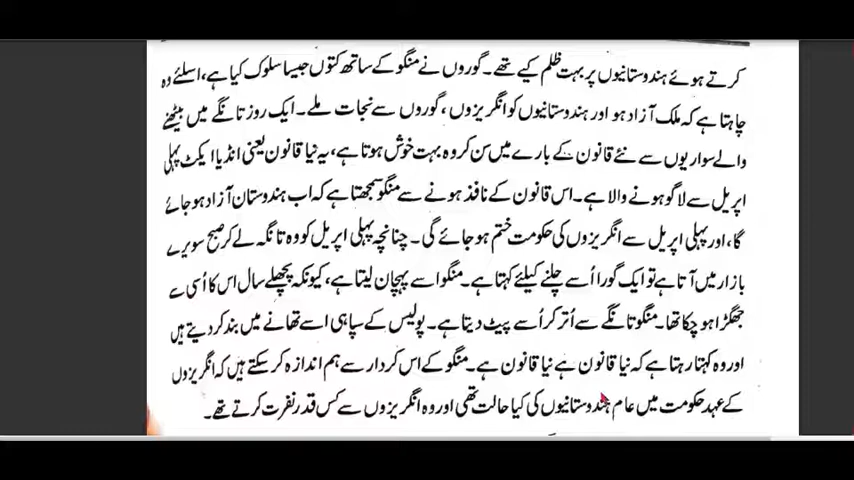 کرتے ہوئے ہندوستانیوں پر بہت ظلم کیے تھے۔ گوروں نے منگو کے ساتھ کتوں جیسا سلوک کیا ہے، اسلئے وہ
چاہتا ہے کہ ملک آزاد ہو اور ہندوستانیوں کو انگریزوں، گوروں سے نجات ملے۔ ایک روز تانگے میں بیٹھنے
والے سواریوں سے نئے قانون کے بارے میں سن کر وہ بہت خوش ہوتا ہے، یہ نیا قانون یعنی انڈیا ایکٹ پہلی
اپریل سے لاگو ہونے والا ہے۔ اس قانون کے نافذ ہونے سے منگو سمجھتا ہے کہ اب ہندوستان آزاد ہو جائے
گا، اور پہلی اپریل سے انگریزوں کی حکومت ختم ہو جائے گی۔ چنانچہ پہلی اپریل کو وہ تانگہ لے کر صبح سویرے
بازار میں آتا ہے تو ایک گورا اُسے چلنے کیلئے کہتا ہے۔ منگو اسے پہچان لیتا ہے، کیونکہ پچھلے سال اس کا اُسی سے
جھگڑا ہو چکا تھا۔ منگو تانگے سے اُتر کر اُسے پیٹ دیتا ہے۔ پولیس کے سپاہی اسے تھانے میں بند کر دیتے ہیں
اور وہ کہتا رہتا ہے کہ نیا قانون ہے نیا قانون ہے۔ منگو کے اس کردار سے ہم اندازہ کر سکتے ہیں کہ انگریزوں
کے عہد حکومت میں عام ہندوستانیوں کی کیا حالت تھی اور وہ انگریزوں سے کس قدر نفرت کرتے تھے۔